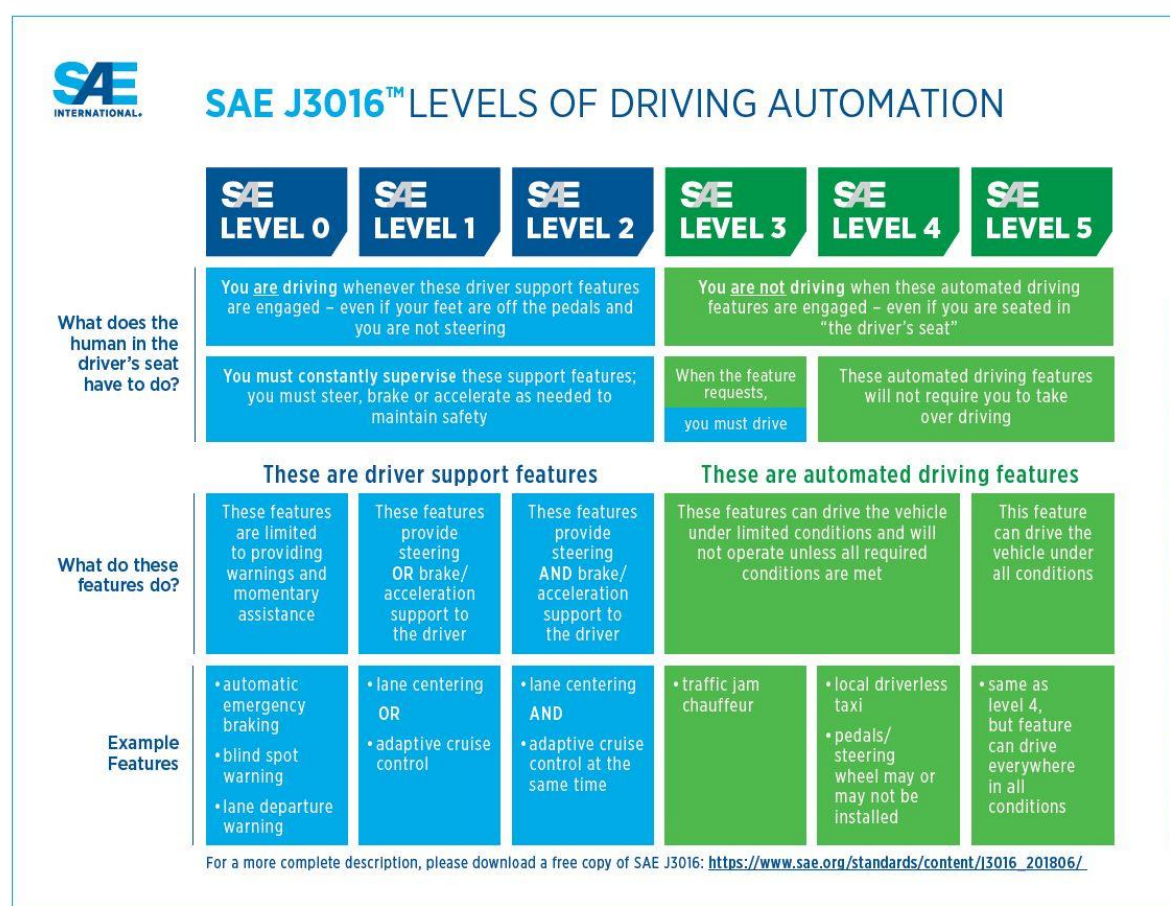 SAE
INTERNATIONAL®
SAE J3016™ LEVELS OF DRIVING AUTOMATION
SAE
LEVEL 0
SAE
LEVEL 1
SAE
LEVEL 2
SAE
LEVEL 3
SAE
LEVEL 4
SAE
LEVEL 5
What does the
human in the
driver's seat
have to do?
You are driving whenever these driver support features
are engaged – even if your feet are off the pedals and
you are not steering
You are not driving when these automated driving
features are engaged – even if you are seated in
“the driver's seat”
You must constantly supervise these support features;
you must steer, brake or accelerate as needed to
maintain safety
When the feature
requests,
you must drive
These automated driving features
will not require you to take
over driving
These are driver support features
These are automated driving features
What do these
features do?
These features
are limited
to providing
warnings and
momentary
assistance
These features
provide
steering
OR brake/
acceleration
support to
the driver
These features
provide
steering
AND brake/
acceleration
support to
the driver
These features can drive the vehicle
under limited conditions and will
not operate unless all required
conditions are met
This feature
can drive the
vehicle under
all conditions
Example
Features
•automatic
emergency
braking
•blind spot
warning
•lane departure
warning
•lane centering
OR
•adaptive cruise
control
•lane centering
AND
•adaptive cruise
control at the
same time
•traffic jam
chauffeur
•local driverless
taxi
•pedals/
steering
wheel may or
may not be
installed
•same as
level 4,
but feature
can drive
everywhere
in all
conditions
For a more complete description, please download a free copy of SAE J3016: https://www.sae.org/standards/content/j3016_201806/